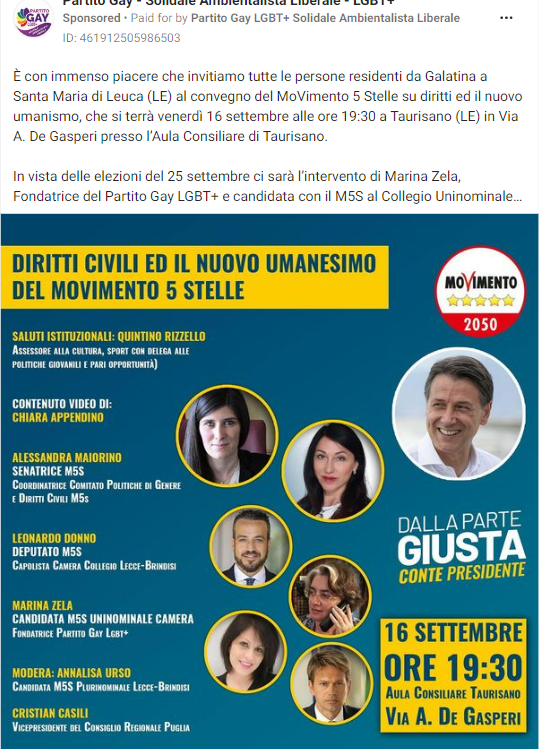 Partito Gay - Solidale Ambientalista Liberale - LGBT+
Sponsored • Paid for by Partito Gay LGBT+ Solidale Ambientalista Liberale
ID: 461912505986503
È con immenso piacere che invitiamo tutte le persone residenti da Galatina a
Santa Maria di Leuca (LE) al convegno del MoVimento 5 Stelle su diritti ed il nuovo
umanismo, che si terrà venerdì 16 settembre alle ore 19:30 a Taurisano (LE) in Via
A. De Gasperi presso l'Aula Consiliare di Taurisano.
In vista delle elezioni del 25 settembre ci sarà l'intervento di Marina Zela,
Fondatrice del Partito Gay LGBT+ e candidata con il M5S al Collegio Uninominale...
DIRITTI CIVILI ED IL NUOVO UMANESIMO
DEL MOVIMENTO 5 STELLE
MOVIMENTO
2050
SALUTI ISTITUZIONALI: QUINTINO RIZZELLO
ASSESSORE ALLA CULTURA, SPORT CON DELEGA ALLE
POLITICHE GIOVANILI E PARI OPPORTUNITÀ)
CONTENUTO VIDEO DI:
CHIARA APPENDINO
ALESSANDRA MAIORINO
SENATRICE M5S
COORDINATRICE COMITATO POLITICHE DI GENERE
E DIRITTI CIVILI M5S
LEONARDO DONNO
DEPUTATO M5S
CAPOLISTA CAMERA COLLEGIO LECCE-BRINDISI
MARINA ZELA
CANDIDATA M5S UNINOMINALE CAMERA
FONDATRICE PARTITO GAY LGBT+
MODERA: ANNALISA URSO
CANDIDATA M5S PLURINOMINALE LECCE-BRINDISI
CRISTIAN CASILI
VICEPRESIDENTE DEL CONSIGLIO REGIONALE PUGLIA
DALLA PARTE
GIUSTA
CONTE PRESIDENTE
16 SETTEMBRE
ORE 19:30
AULA CONSILIARE TAURISANO
VIA A. DE GASPERI